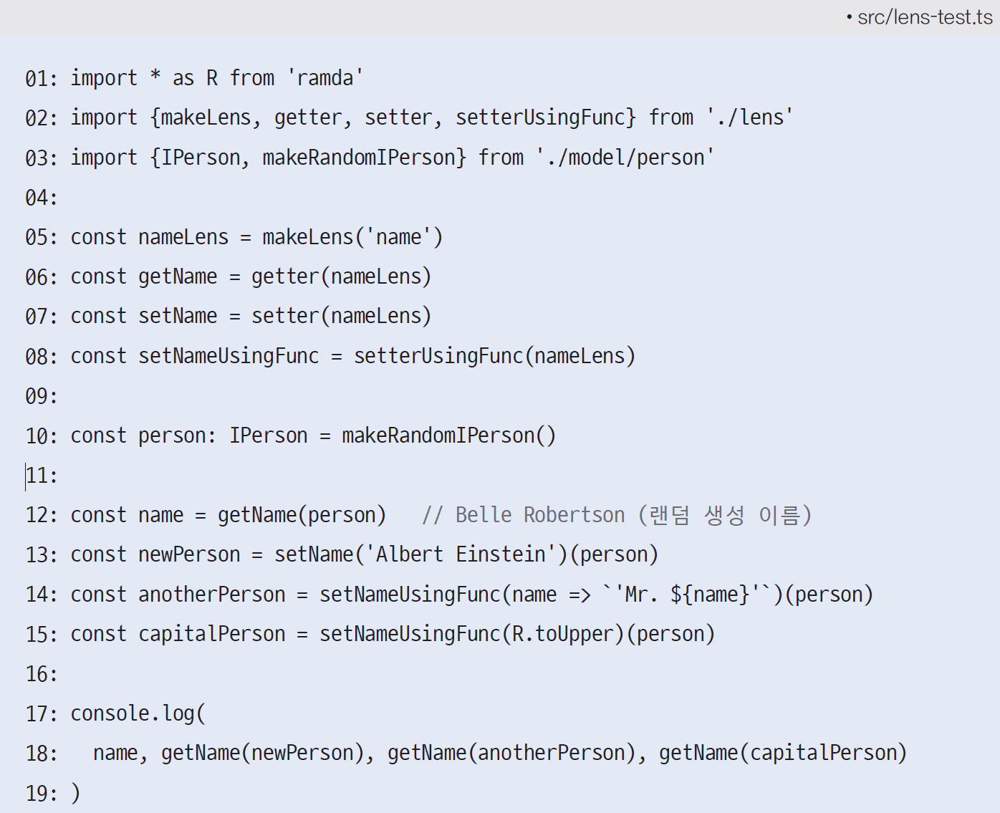 • src/lens-test.ts
01: import * as R from 'ramda'
02: import {makeLens, getter, setter, setterUsingFunc} from './lens'
03: import {IPerson, makeRandomIPerson} from './model/person'
04:
05: const nameLens = makeLens('name')
06: const getName = getter(nameLens)
07: const setName = setter(nameLens)
08: const setNameUsingFunc = setterUsingFunc(nameLens)
09:
10: const person: IPerson = makeRandomIPerson()
11:
12: const name = getName(person)   // Belle Robertson (랜덤 생성 이름)
13: const newPerson = setName('Albert Einstein')(person)
14: const anotherPerson = setNameUsingFunc(name => `'Mr. ${name}'`)(person)
15: const capitalPerson = setNameUsingFunc(R.toUpper)(person)
16:
17: console.log(
18:   name, getName(newPerson), getName(anotherPerson), getName(capitalPerson)
19: )